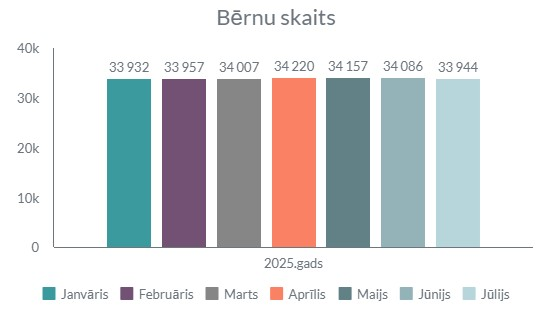 Bērnu skaits
40k
33 932 33 957 34 007 34 220 34 157 34 086 33 944
30k
20k
10k
0
2025.gads
Janvāris Februāris Marts Aprīlis Maijs Jūnijs Jūlijs